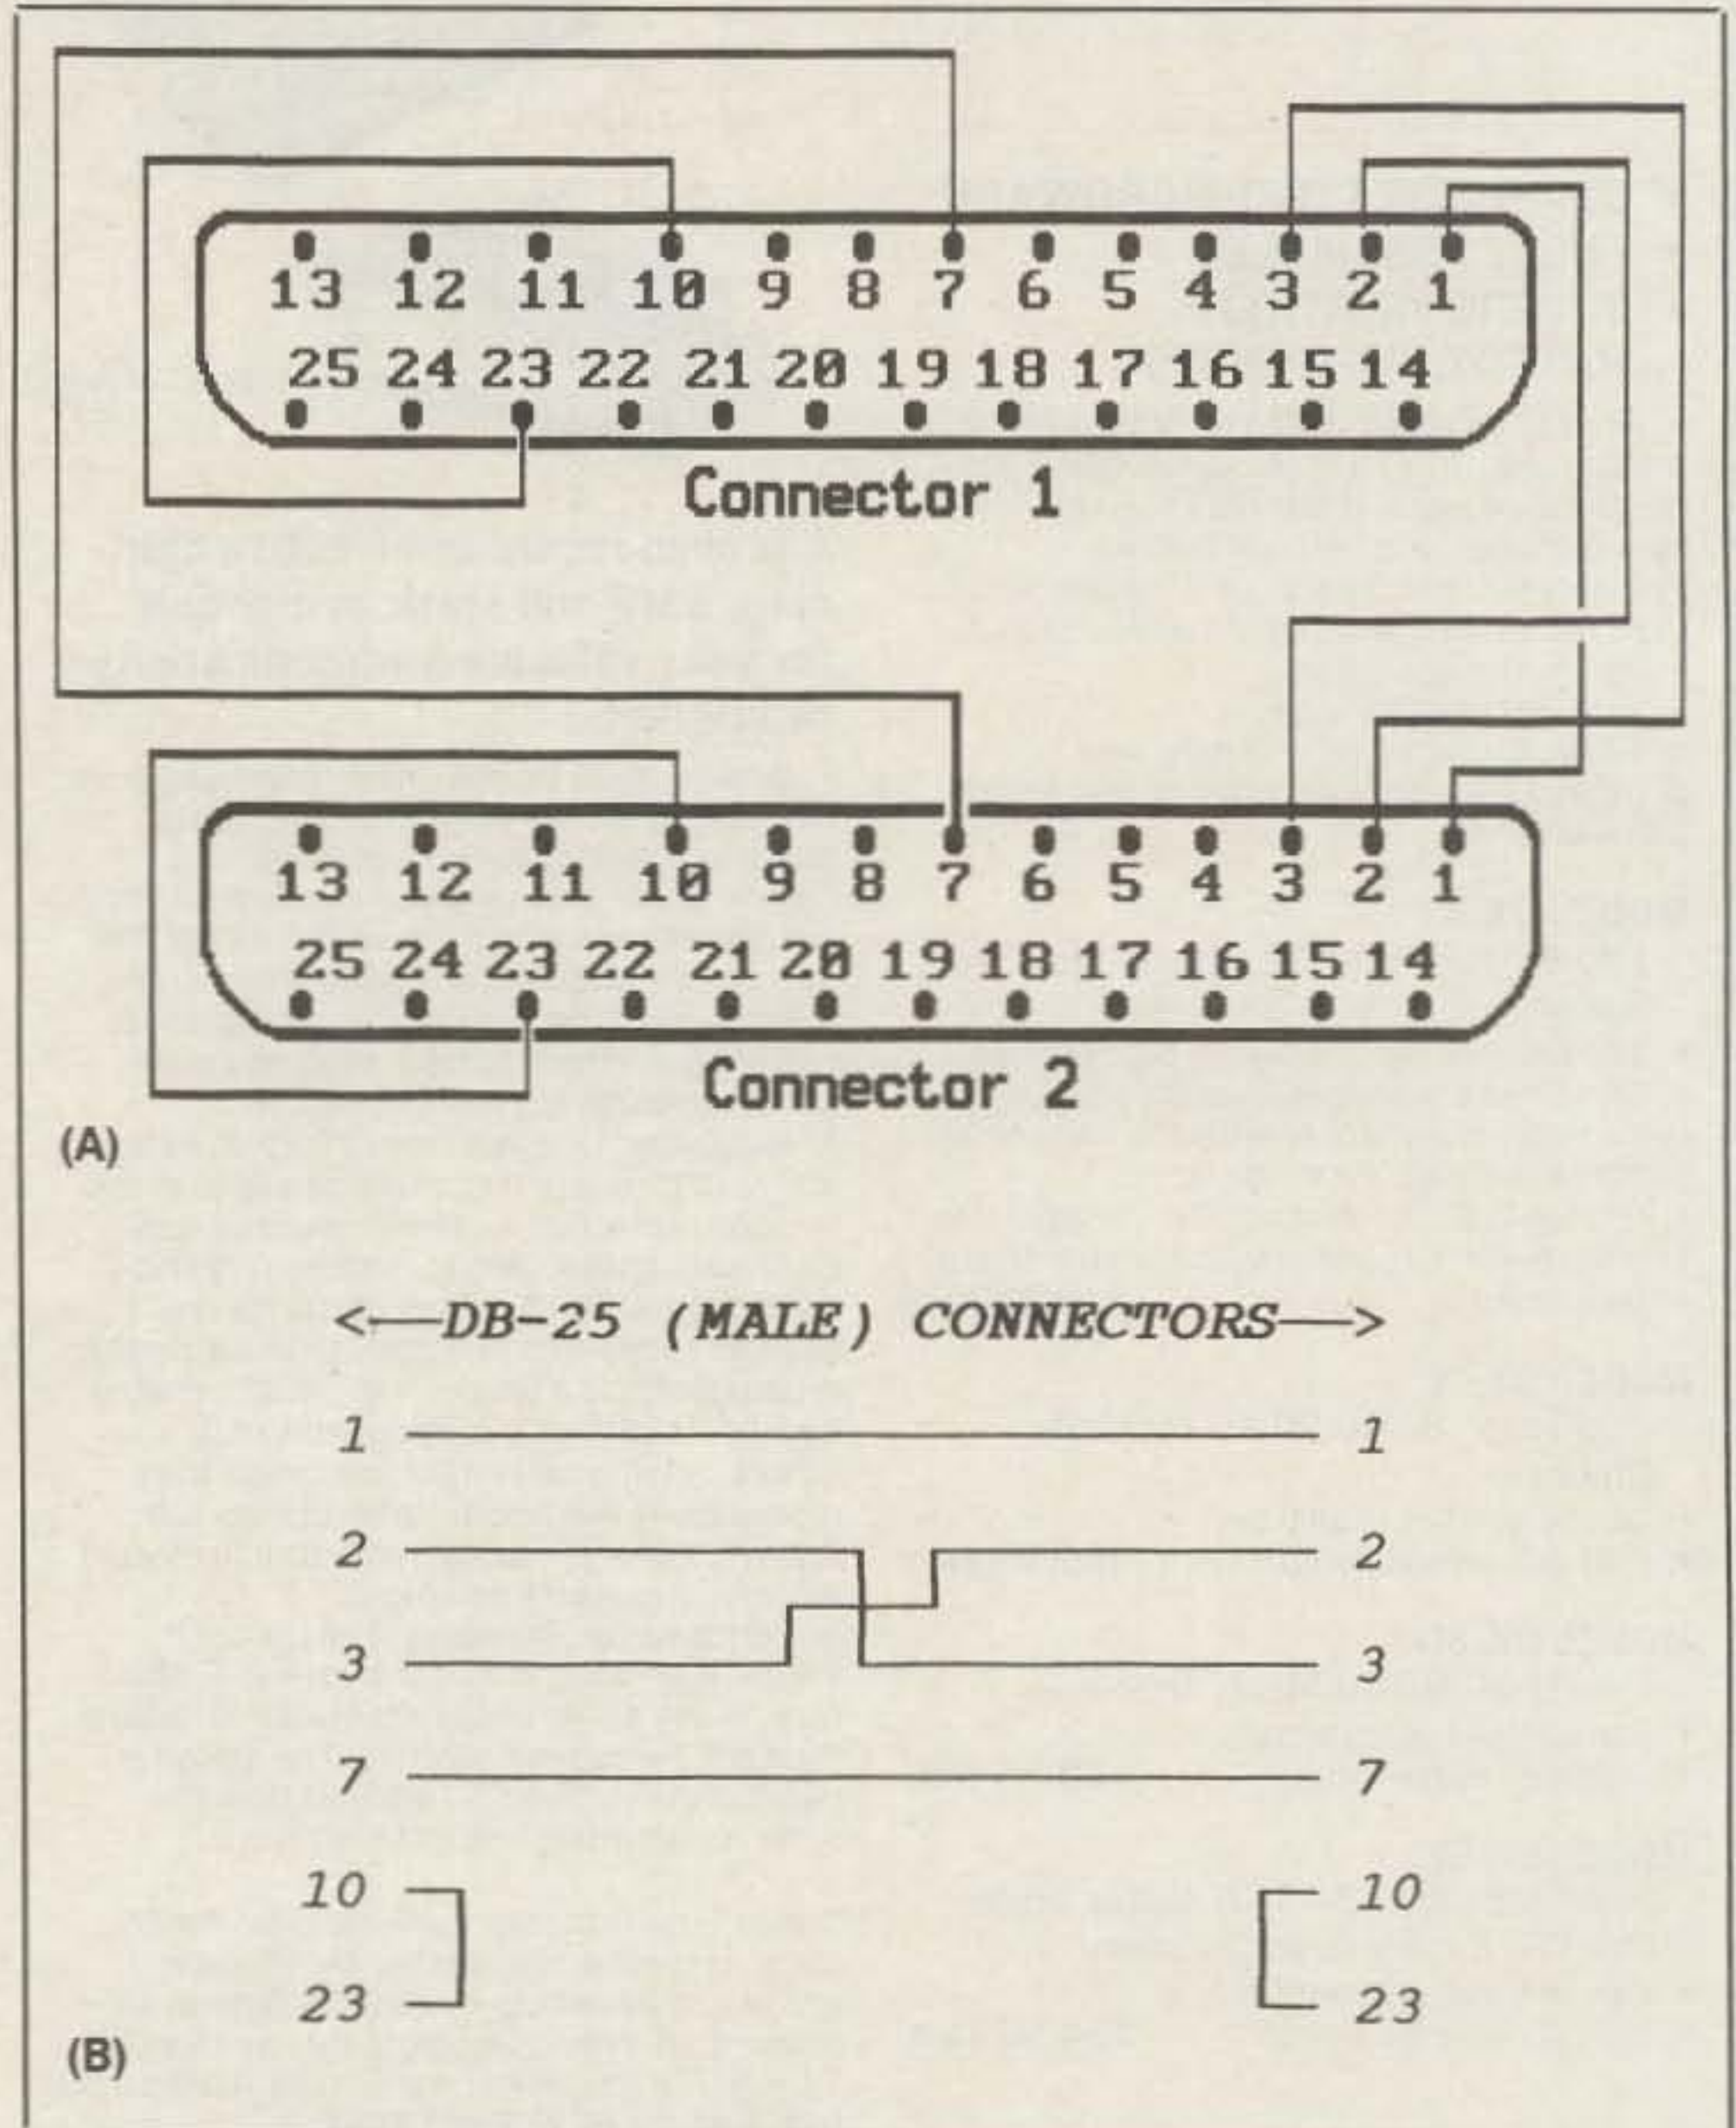 13 12 11 10 9 8 7 6 5 4 3 2 1
25 24 23 22 21 20 19 18 17 16 15 14
Connector 1
13 12 11 10 9 8 7 6 5 4 3 2 1
25 24 23 22 21 20 19 18 17 16 15 14
Connector 2
(A)
<—DB-25 (MALE) CONNECTORS—>
1 1
2 2
3 3
7 7
10 10
23 23
(B)